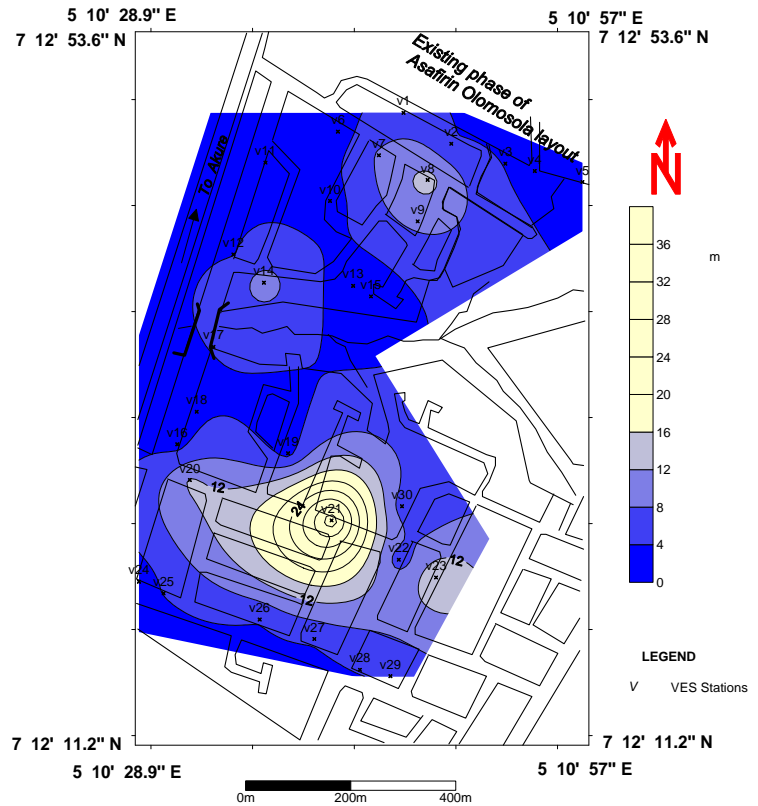 5 10' 28.9" E
5 10' 57" E
7 12' 53.6" N
7 12' 53.6" N
Existing phase of
Asafirin Olomosola layout
To Akure
v1
v2
v3
v4
v5
v6
v7
v8
v9
v10
v11
v12
v13
v14
v15
v17
v18
v16
v19
v20
v21
v30
v22
v23
v24
v25
v26
v27
v28
v29
12
24
12
12
N
m
36
32
28
24
20
16
12
8
4
0
LEGEND
V VES Stations
7 12' 11.2" N
7 12' 11.2" N
5 10' 28.9" E
5 10' 57" E
0m 200m 400m